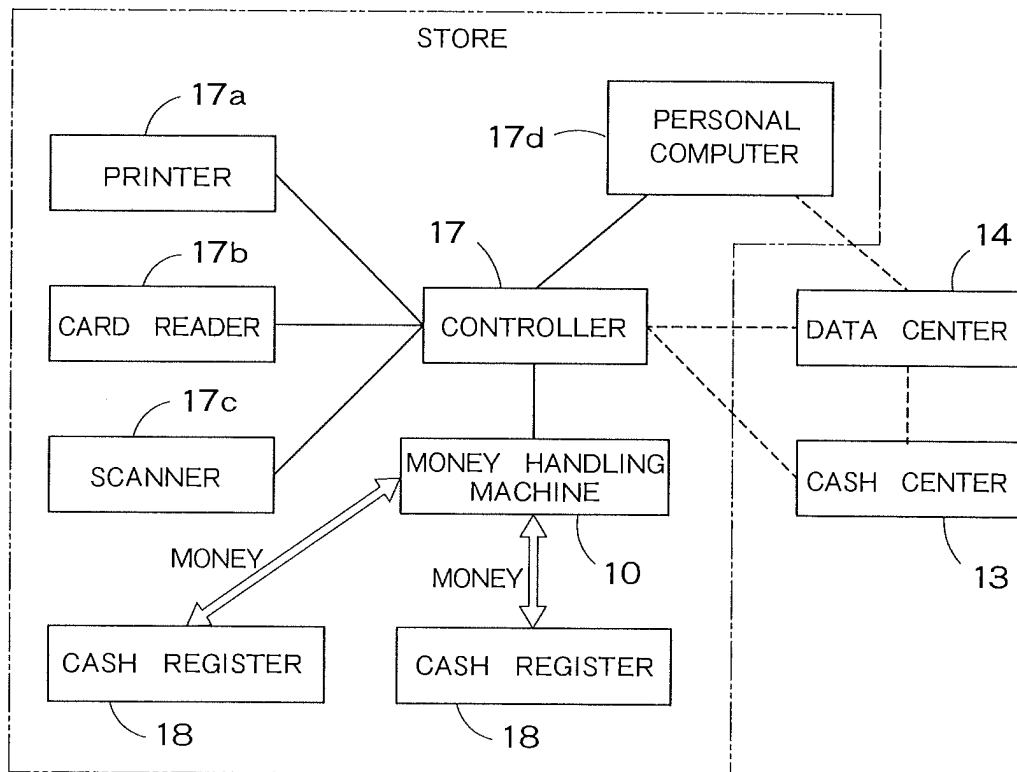 STORE
17a
PRINTER
17d
PERSONAL
COMPUTER
17b
CARD READER
17
CONTROLLER
14
DATA CENTER
17c
SCANNER
MONEY HANDLING
MACHINE
10
CASH CENTER
13
MONEY
MONEY
CASH REGISTER
18
CASH REGISTER
18